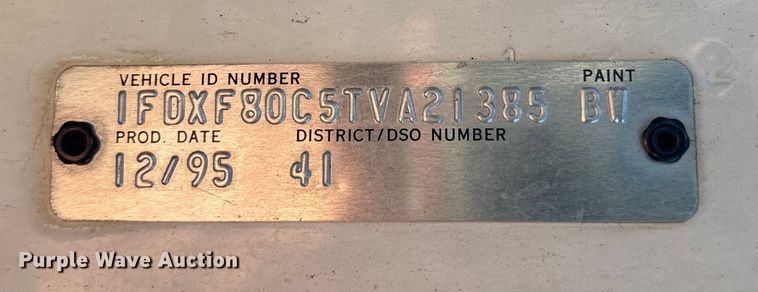 VEHICLE ID NUMBER PAINT
1FDXF80C5TVA21385 BW
PROD. DATE DISTRICT/DSO NUMBER
12/95 41
Purple Wave Auction